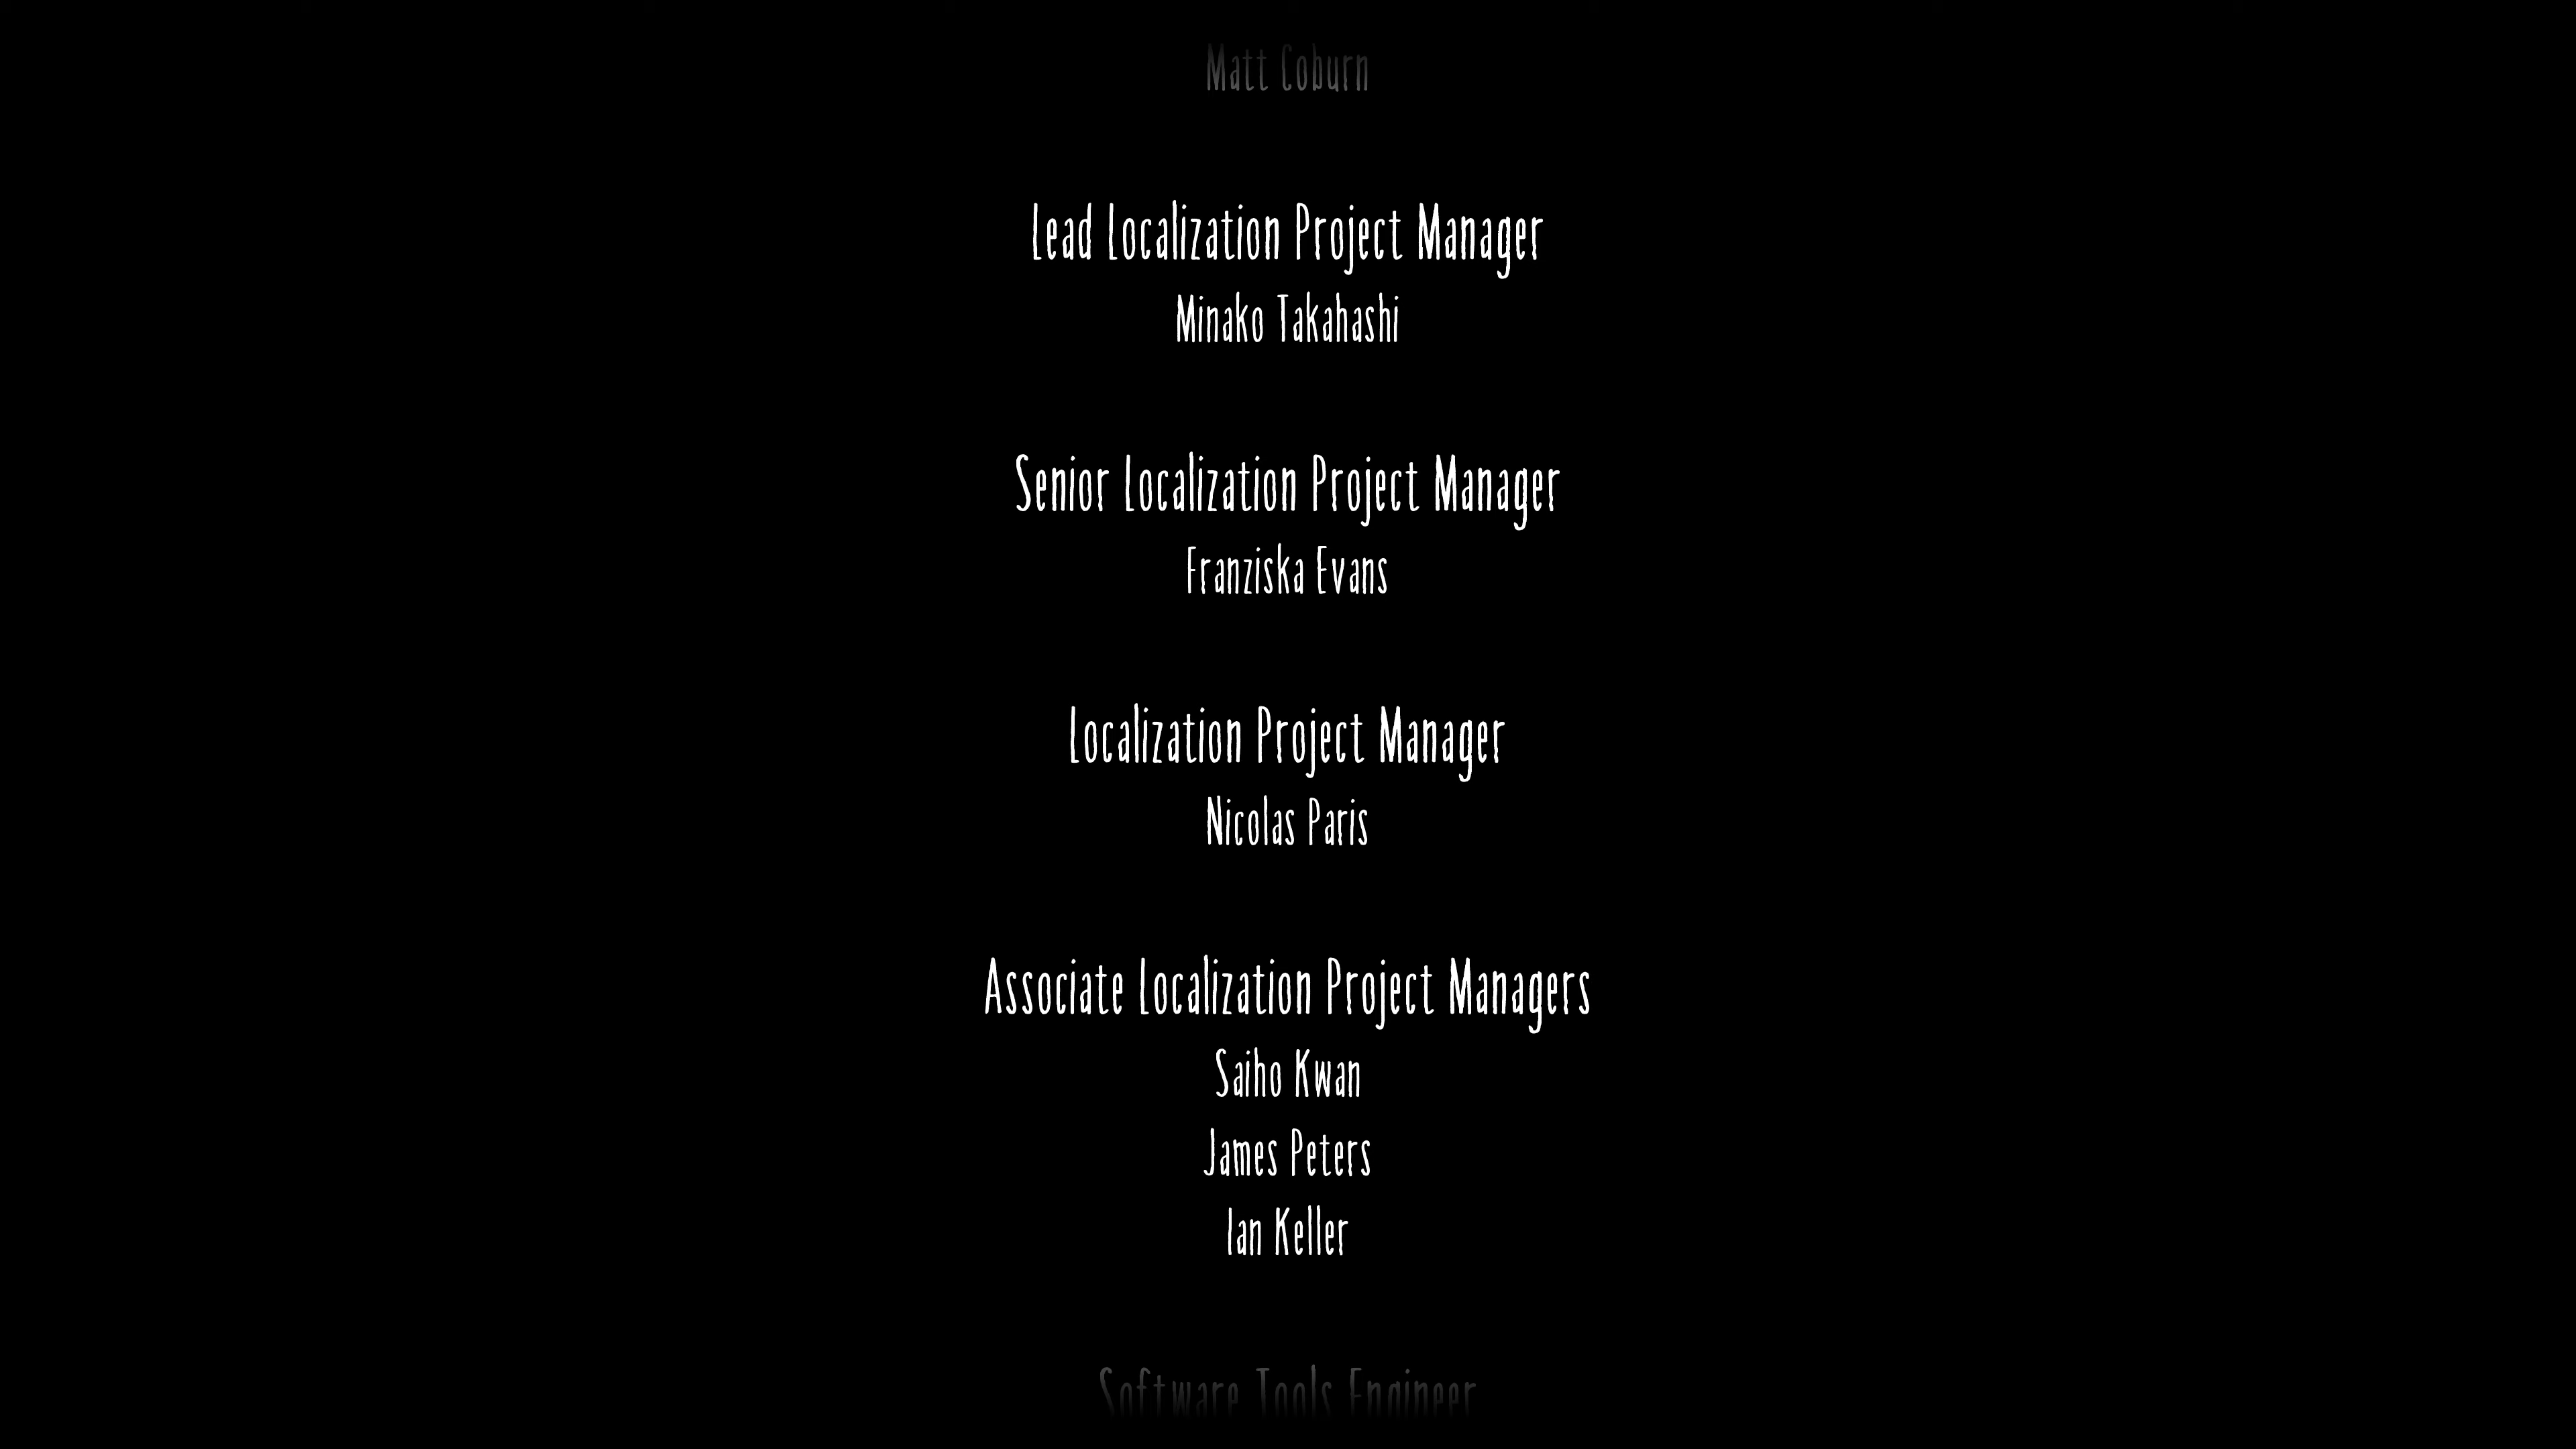 Matt Coburn
Lead Localization Project Manager
Minako Takahashi
Senior Localization Project Manager
Franziska Evans
Localization Project Manager
Nicolas Paris
Associate Localization Project Managers
Saiho Kwan
James Peters
Ian Keller
Software Tools Engineer